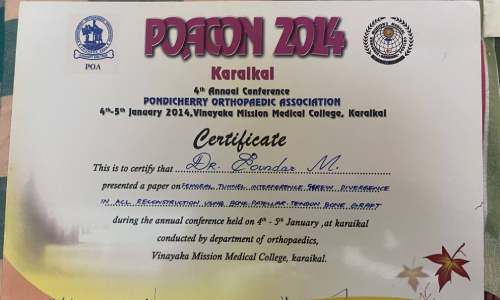 POACON 2014
POA
Karaikal
4th Annual Conference
PONDICHERRY ORTHOPAEDIC ASSOCIATION
4th-5th January 2014, Vinayaka Mission Medical College, Karaikal
Certificate
This is to certify that DR. Soundar M.
presented a paper on FEMORAL TUNNEL INTERFERENCE SCREW DIVERGENCE
IN ACL RECONSTRUCTION USING BONE-PATELLAR-TENDON BONE GRAFT
during the annual conference held on 4th - 5th January ,at karaikal
conducted by department of orthopaedics,
Vinayaka Mission Medical College, karaikal.